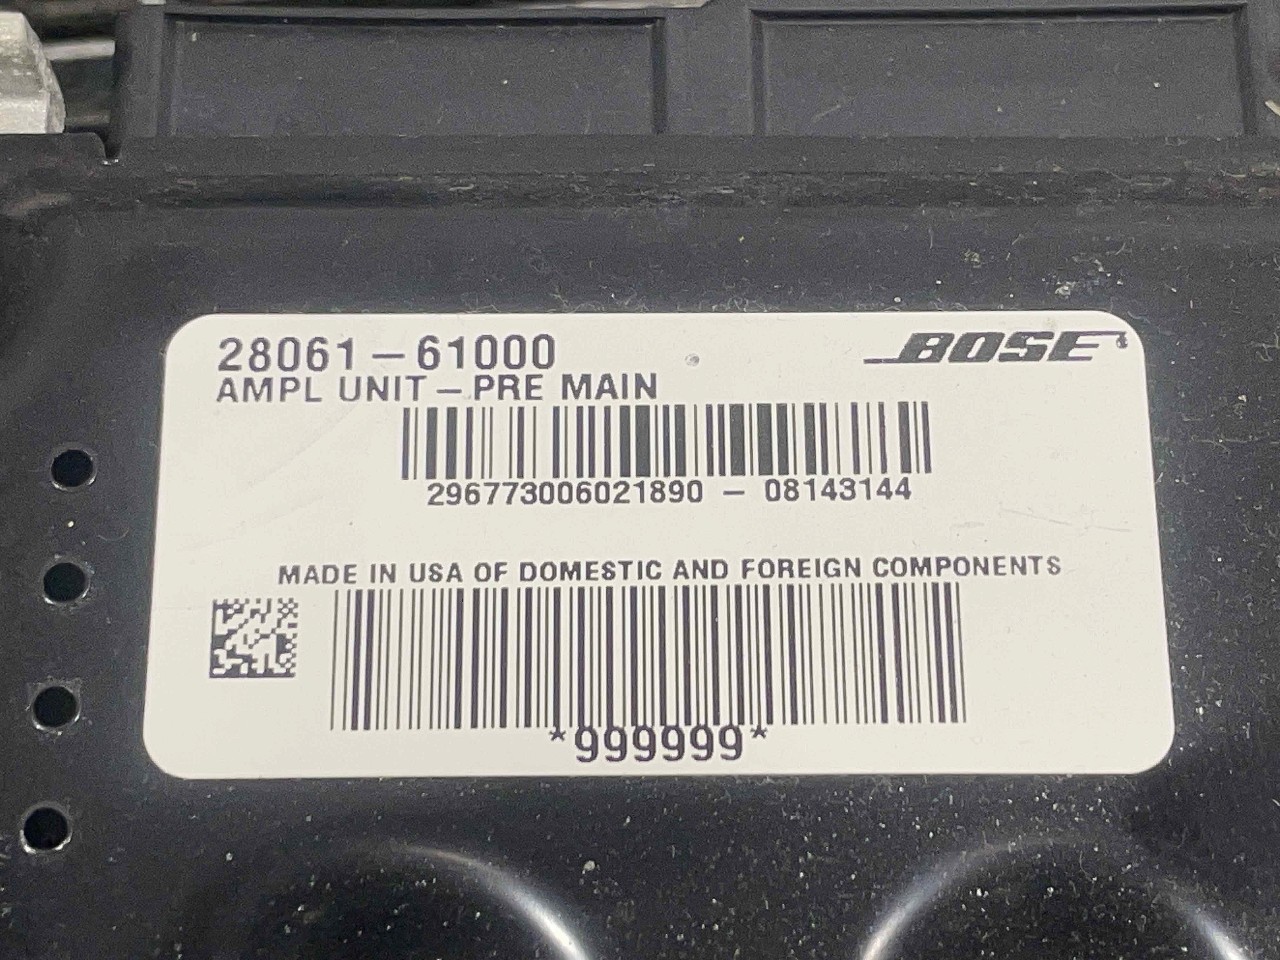 28061-61000
BOSE
AMPL UNIT-PRE MAIN
296773006021890 - 08143144
MADE IN USA OF DOMESTIC AND FOREIGN COMPONENTS
*999999*